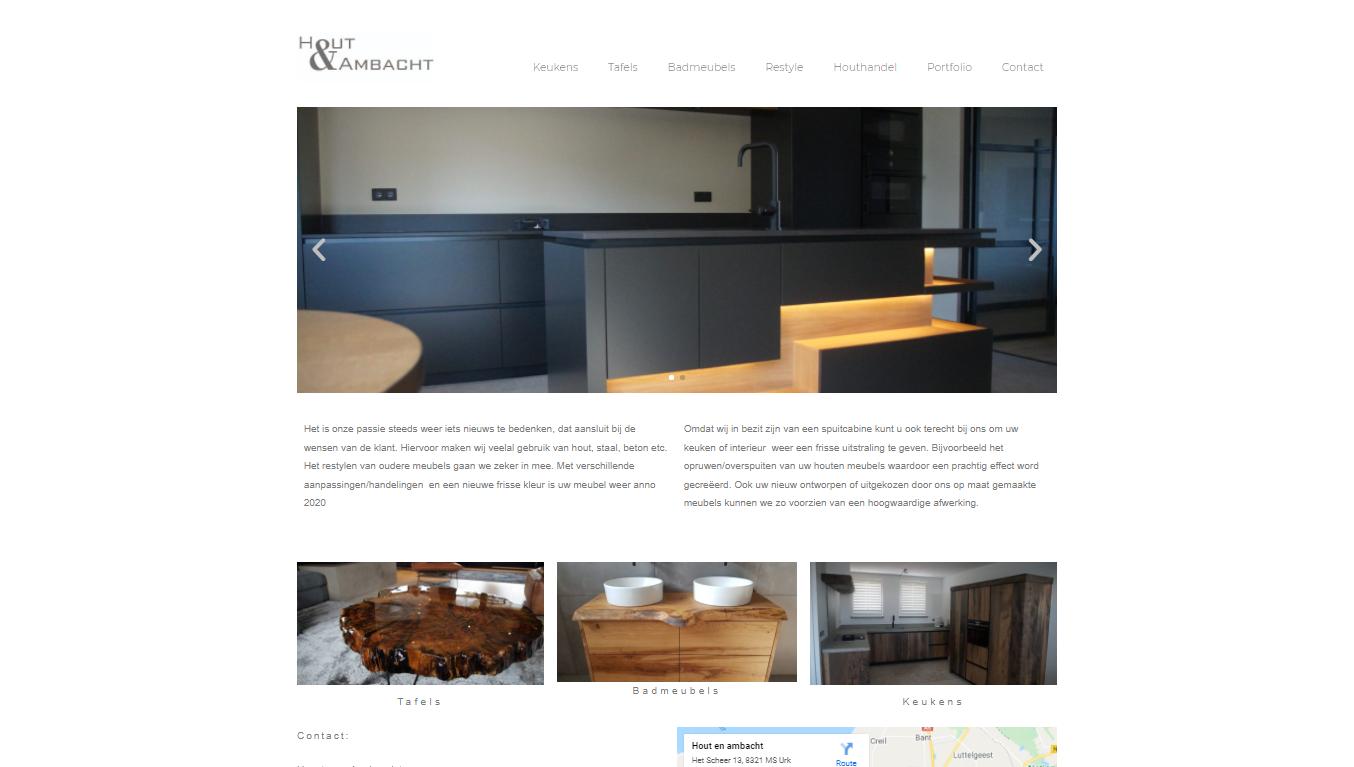 HOUT
& AMBACHT
Keukens Tafels Badmeubels Restyle Houthandel Portfolio Contact
Het is onze passie steeds weer iets nieuws te bedenken, dat aansluit bij de
wensen van de klant. Hiervoor maken wij veelal gebruik van hout, staal, beton etc.
Het restylen van oudere meubels gaan we zeker in mee. Met verschillende
aanpassingen/handelingen en een nieuwe frisse kleur is uw meubel weer anno
2020
Omdat wij in bezit zijn van een spuitcabine kunt u ook terecht bij ons om uw
keuken of interieur weer een frisse uitstraling te geven. Bijvoorbeeld het
opruwen/overspuiten van uw houten meubels waardoor een prachtig effect word
gecreëerd. Ook uw nieuw ontworpen of uitgekozen door ons op maat gemaakte
meubels kunnen we zo voorzien van een hoogwaardige afwerking.
Tafels
Badmeubels
Keukens
Contact:
Hout en ambacht
Het Scheer 13, 8321 MS Urk
Route
Creil
Bant
Luttelgeest